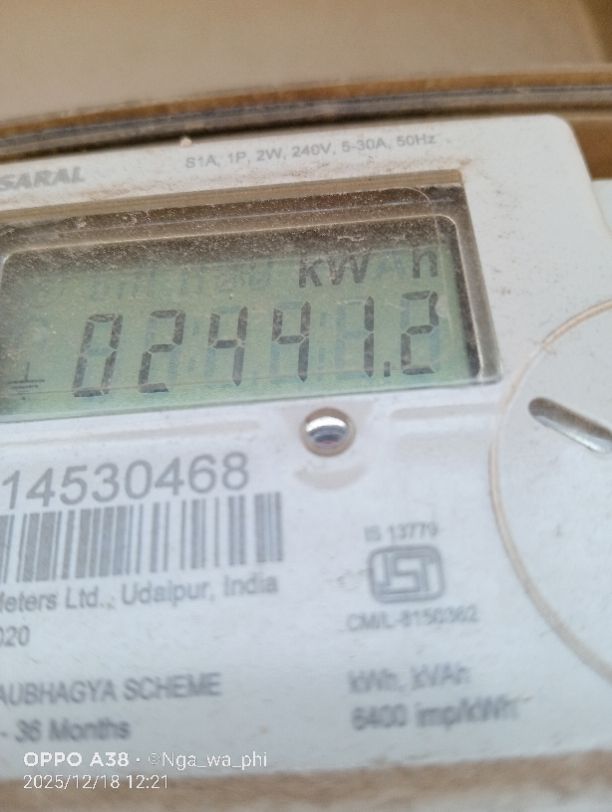 SARAL
S1A, 1P, 2W, 240V, 5-30A, 50Hz
kWh
02441.2
14530468
IS 13779
Meters Ltd., Udaipur, India
CM/L-8150362
020
AUBHAGYA SCHEME
kWh, kVAh
- 36 Months
6400 imp/kWh
OPPO A38 · ©Nga_wa_phi
2025/12/18 12:21